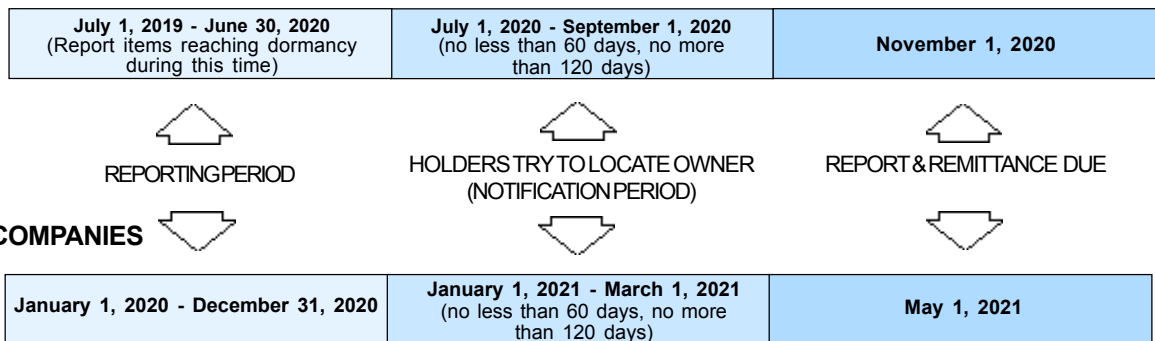 July 1, 2019 - June 30, 2020
(Report items reaching dormancy
during this time)
July 1, 2020 - September 1, 2020
(no less than 60 days, no more
than 120 days)
November 1, 2020
REPORTING PERIOD
HOLDERS TRY TO LOCATE OWNER
(NOTIFICATION PERIOD)
REPORT & REMITTANCE DUE
COMPANIES
January 1, 2020 - December 31, 2020
January 1, 2021 - March 1, 2021
(no less than 60 days, no more
than 120 days)
May 1, 2021